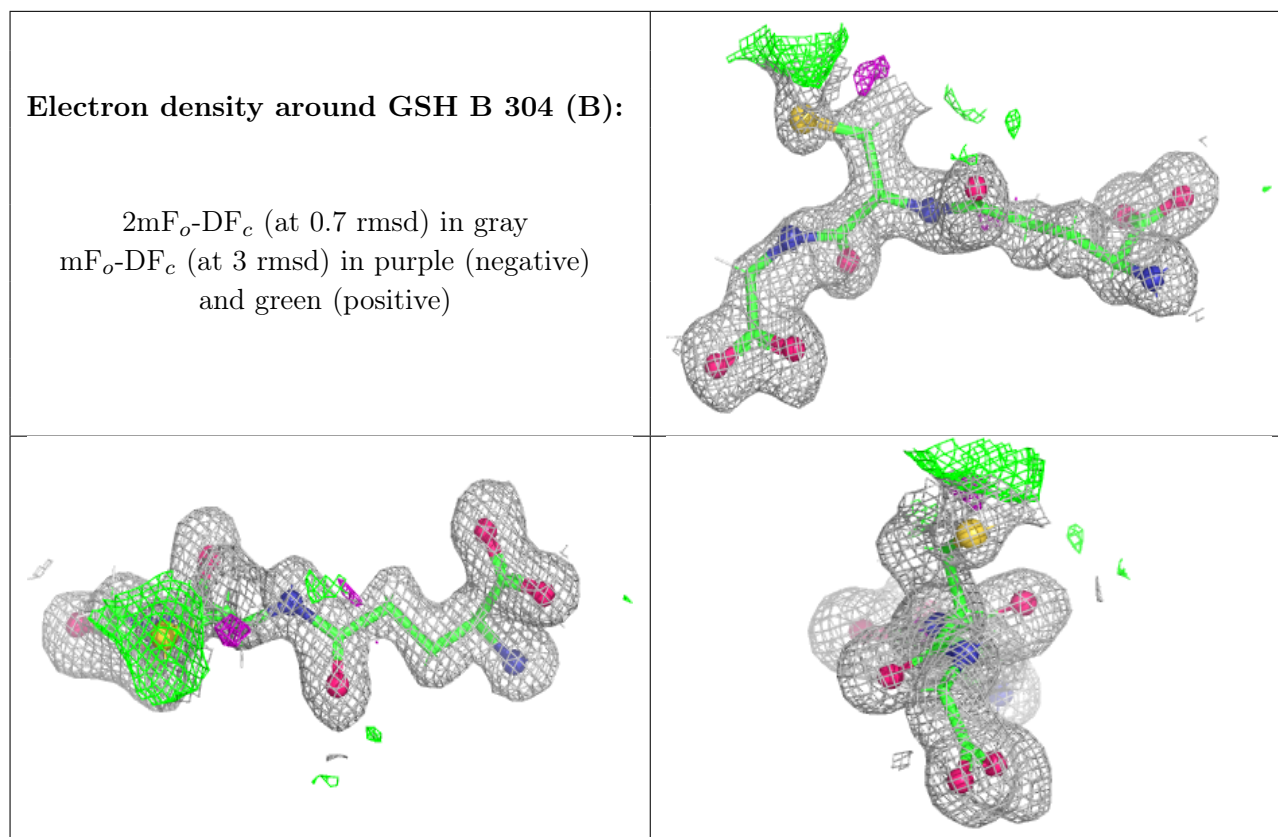 Electron density around GSH B 304 (B):
2mFₒ-DF𝒸 (at 0.7 rmsd) in gray
mFₒ-DF𝒸 (at 3 rmsd) in purple (negative)
and green (positive)